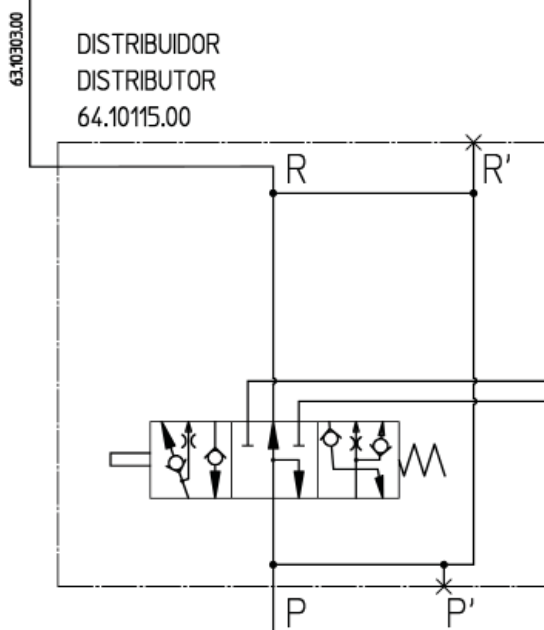 63.10303.00
DISTRIBUIDOR
DISTRIBUTOR
64.10115.00
R
R'
P
P'